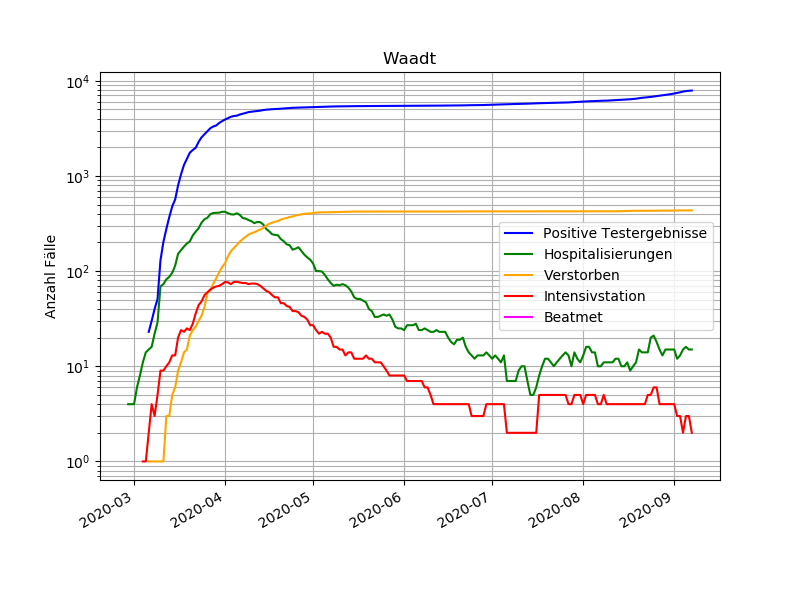 Waadt
Anzahl Fälle
10⁴
10³
10²
10¹
10⁰
Positive Testergebnisse
Hospitalisierungen
Verstorben
Intensivstation
Beatmet
2020-03
2020-04
2020-05
2020-06
2020-07
2020-08
2020-09